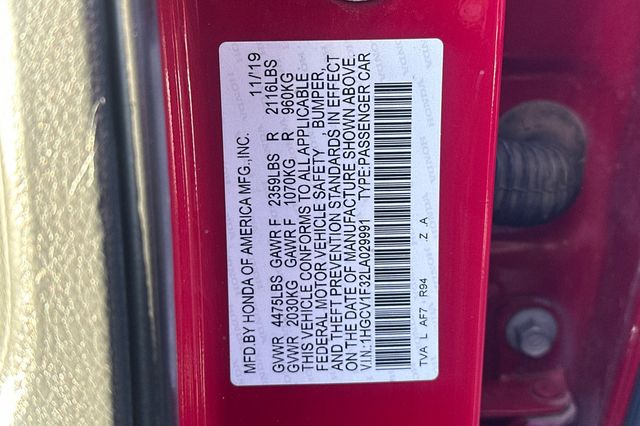 MFD.BY HONDA OF AMERICA MFG.,INC. 11/19
GVWR 4475LBS GAWR F 2359LBS R 2116LBS
GVWR 2030KG GAWR F 1070KG R 960KG
THIS VEHICLE CONFORMS TO ALL APPLICABLE
FEDERAL MOTOR VEHICLE SAFETY , BUMPER,
AND THEFT PREVENTION STANDARDS IN EFFECT
ON THE DATE OF MANUFACTURE SHOWN ABOVE.
V.I.N.:1HGCV1F32LA029991 TYPE:PASSENGER CAR
TVA L AF7 R94 Z A